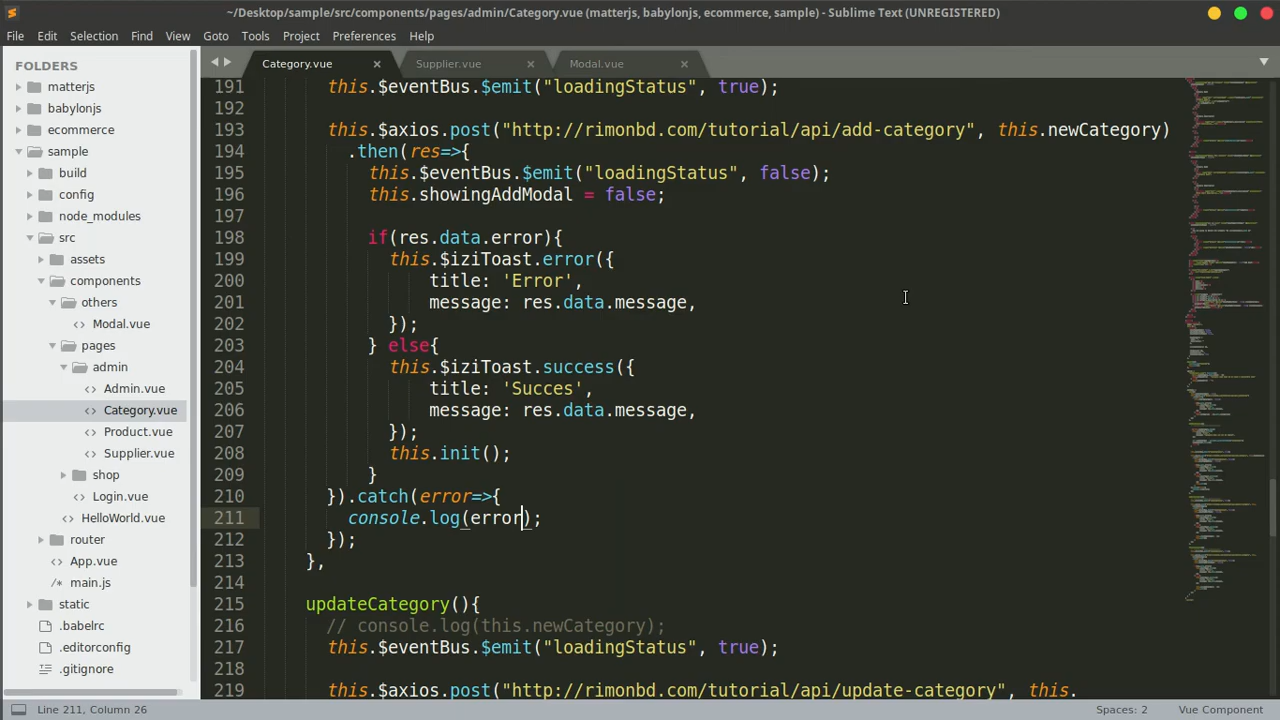 ~/Desktop/sample/src/components/pages/admin/Category.vue (matterjs, babylonjs, ecommerce, sample) - Sublime Text (UNREGISTERED)
File Edit Selection Find View Goto Tools Project Preferences Help
FOLDERS
matterjs
babylonjs
ecommerce
sample
build
config
node_modules
src
assets
components
others
Modal.vue
pages
admin
Admin.vue
Category.vue
Product.vue
Supplier.vue
shop
Login.vue
HelloWorld.vue
router
App.vue
main.js
static
.babelrc
.editorconfig
.gitignore
Category.vue Supplier.vue Modal.vue
191 this.$eventBus.$emit("loadingStatus", true);
192
193 this.$axios.post("http://rimonbd.com/tutorial/api/add-category", this.newCategory)
194 .then(res=>{
195 this.$eventBus.$emit("loadingStatus", false);
196 this.showingAddModal = false;
197
198 if(res.data.error){
199 this.$iziToast.error({
200 title: 'Error',
201 message: res.data.message,
202 });
203 } else{
204 this.$iziToast.success({
205 title: 'Succes',
206 message: res.data.message,
207 });
208 this.init();
209 }
210 }).catch(error=>{
211 console.log(error);
212 });
213 },
214
215 updateCategory(){
216 // console.log(this.newCategory);
217 this.$eventBus.$emit("loadingStatus", true);
218
219 this.$axios.post("http://rimonbd.com/tutorial/api/update-category", this.
Line 211, Column 26 Spaces: 2 Vue Component